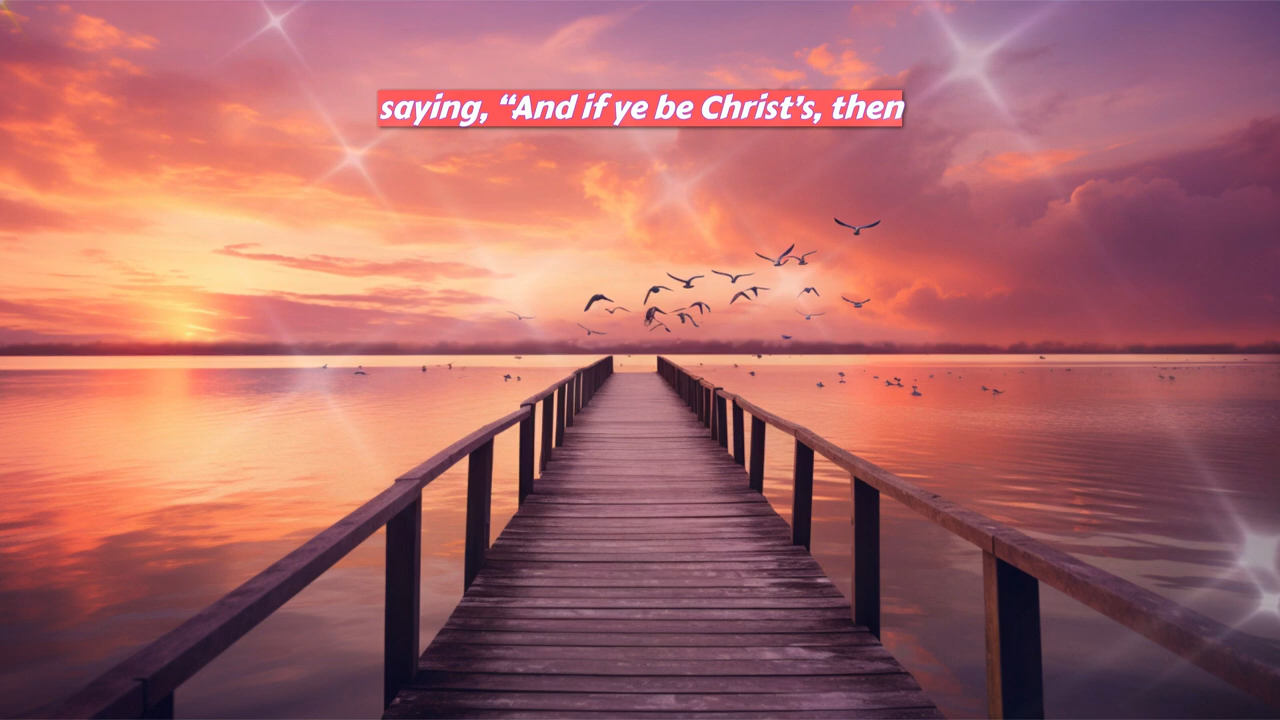 saying, “And if ye be Christ’s, then